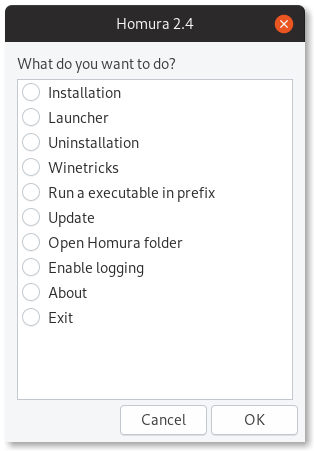 Homura 2.4
What do you want to do?
Installation
Launcher
Uninstallation
Winetricks
Run a executable in prefix
Update
Open Homura folder
Enable logging
About
Exit
Cancel OK